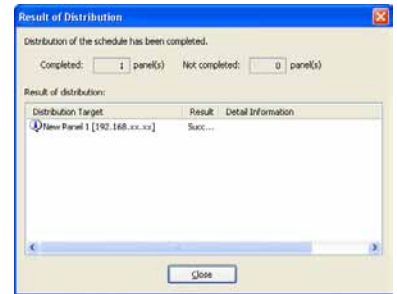 Result of Distribution
Distribution of the schedule has been completed.
Completed: 1 panel(s) Not completed: 0 panel(s)
Result of distribution:
Distribution Target Result Detail Information
New Panel 1 [192.168.xx.xx] Succ...
Close